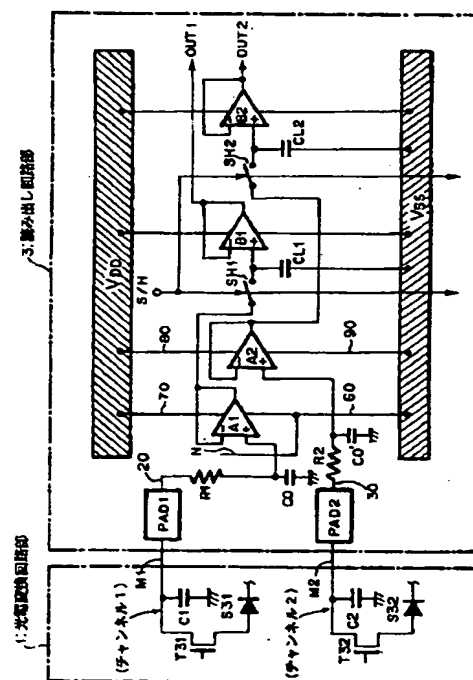 3:読み出し回路部
VDD
S/H
OUT1
OUT2
80
70
SH1
SH2
B1
B2
CL1
CL2
A1
A2
N
60
90
VSS
20
R1
C0
R2
C0'
30
PAD1
PAD2
M1
M2
1:光電変換回路部
(チャンネル1)
C1
T31
S31
(チャンネル2)
C2
T32
S32